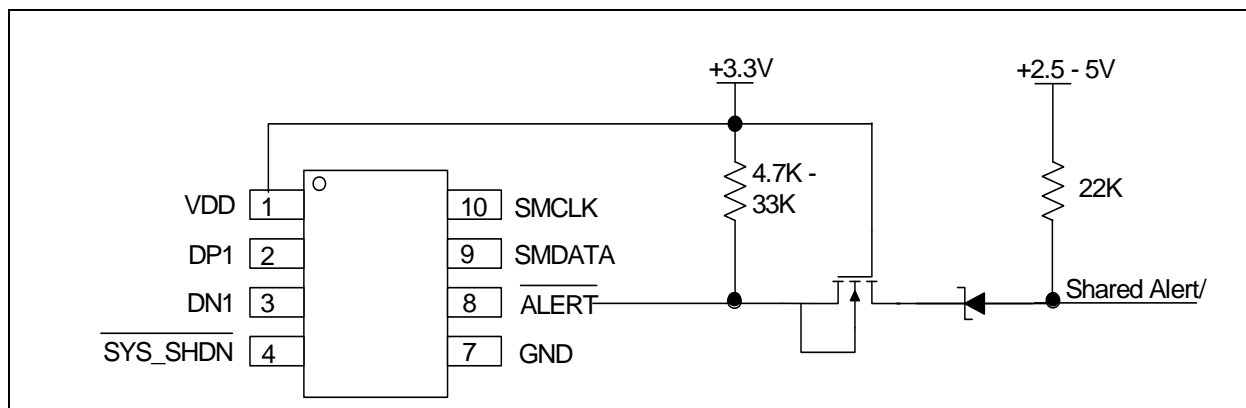 +3.3V
+2.5 - 5V
4.7K -
33K
22K
VDD 1
10 SMCLK
DP1 2
9 SMDATA
DN1 3
8 ALERT
SYS_SHDN 4
7 GND
Shared Alert/